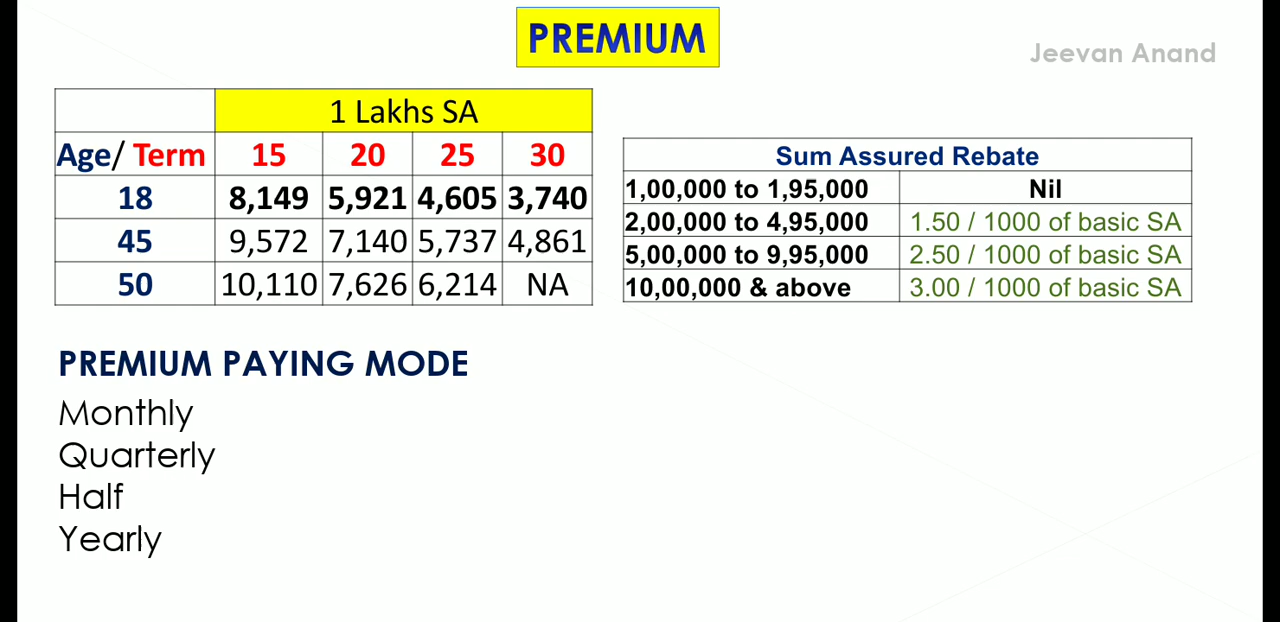 PREMIUM
Jeevan Anand
1 Lakhs SA
Age/ Term 15 20 25 30
18 8,149 5,921 4,605 3,740
45 9,572 7,140 5,737 4,861
50 10,110 7,626 6,214 NA
Sum Assured Rebate
1,00,000 to 1,95,000 Nil
2,00,000 to 4,95,000 1.50 / 1000 of basic SA
5,00,000 to 9,95,000 2.50 / 1000 of basic SA
10,00,000 & above 3.00 / 1000 of basic SA
PREMIUM PAYING MODE
Monthly
Quarterly
Half
Yearly